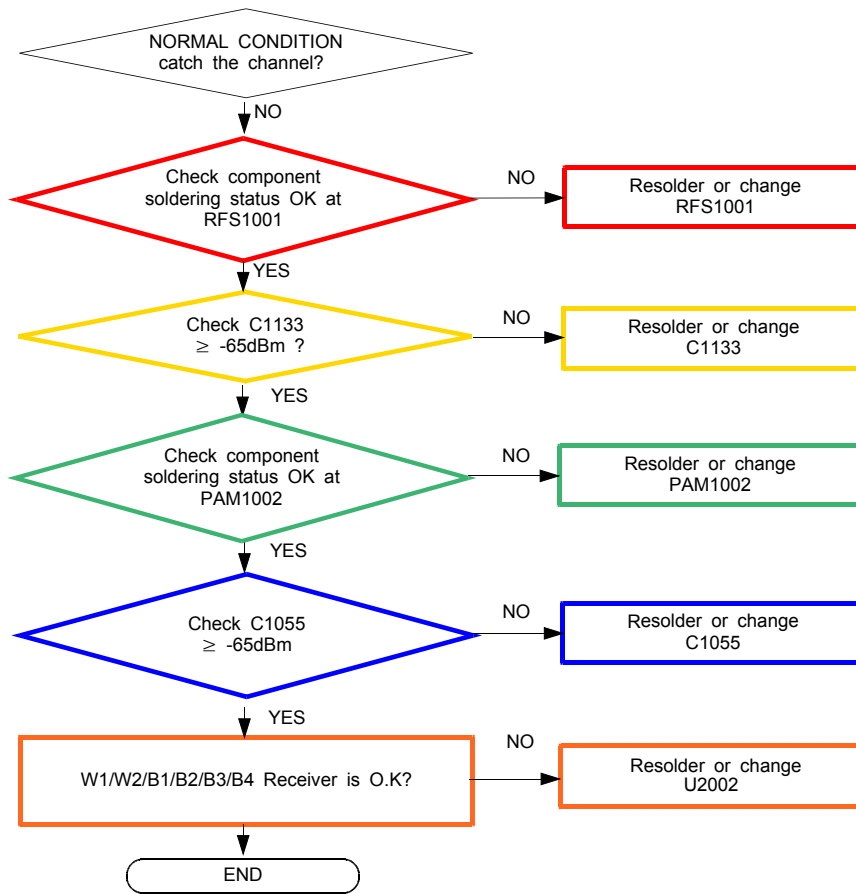 NORMAL CONDITION
catch the channel?
NO
Check component
soldering status OK at
RFS1001
NO
Resolder or change
RFS1001
YES
Check C1133
≥ -65dBm ?
NO
Resolder or change
C1133
YES
Check component
soldering status OK at
PAM1002
NO
Resolder or change
PAM1002
YES
Check C1055
≥ -65dBm
NO
Resolder or change
C1055
YES
W1/W2/B1/B2/B3/B4 Receiver is O.K?
NO
Resolder or change
U2002
END